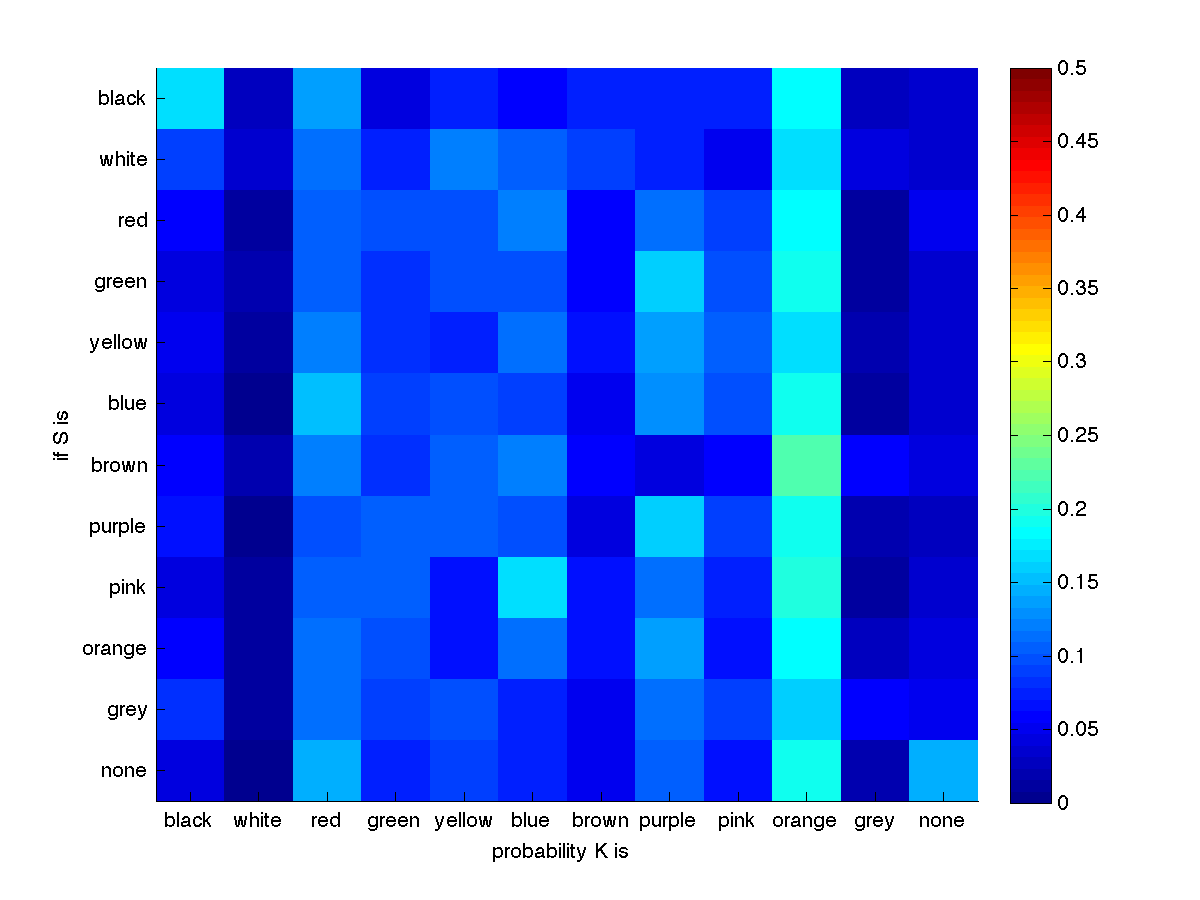 black
white
red
green
yellow
blue
brown
purple
pink
orange
grey
none
if S is
black white red green yellow blue brown purple pink orange grey none
probability K is
0.5
0.45
0.4
0.35
0.3
0.25
0.2
0.15
0.1
0.05
0